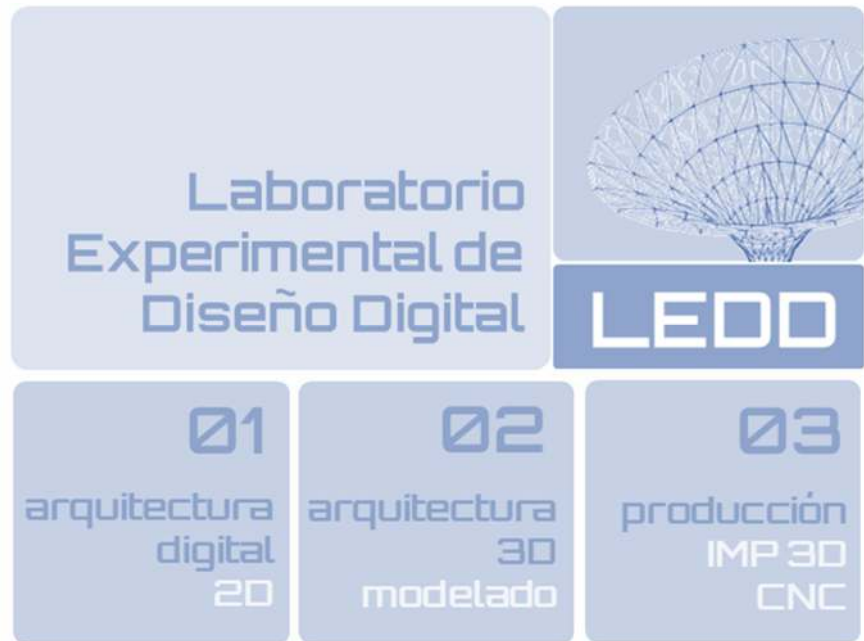 Laboratorio
Experimental de
Diseño Digital
LEDD
01
arquitectura
digital
2D
02
arquitectura
3D
modelado
03
producción
IMP 3D
CNC